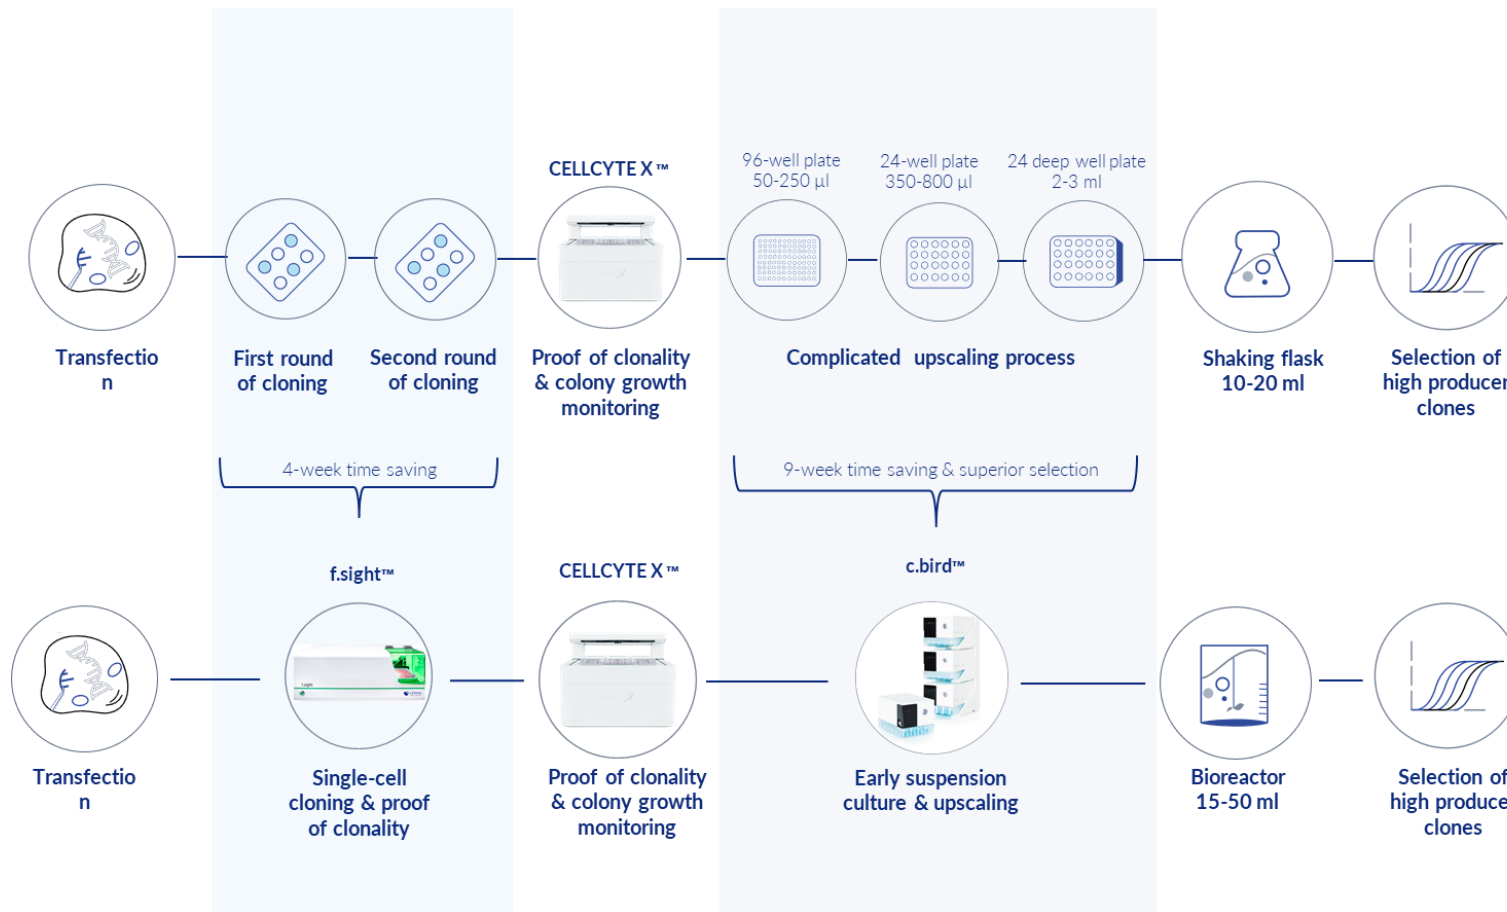 CELLCYTE X™
96-well plate
50-250 µl
24-well plate
350-800 µl
24 deep well plate
2-3 ml
Transfectio
n
First round
of cloning
Second round
of cloning
Proof of clonality
& colony growth
monitoring
Complicated upscaling process
Shaking flask
10-20 ml
Selection of
high producer
clones
4-week time saving
9-week time saving & superior selection
f.sight™
CELLCYTE X™
c.bird™
Transfectio
n
Single-cell
cloning & proof
of clonality
Proof of clonality
& colony growth
monitoring
Early suspension
culture & upscaling
Bioreactor
15-50 ml
Selection of
high produce
clones